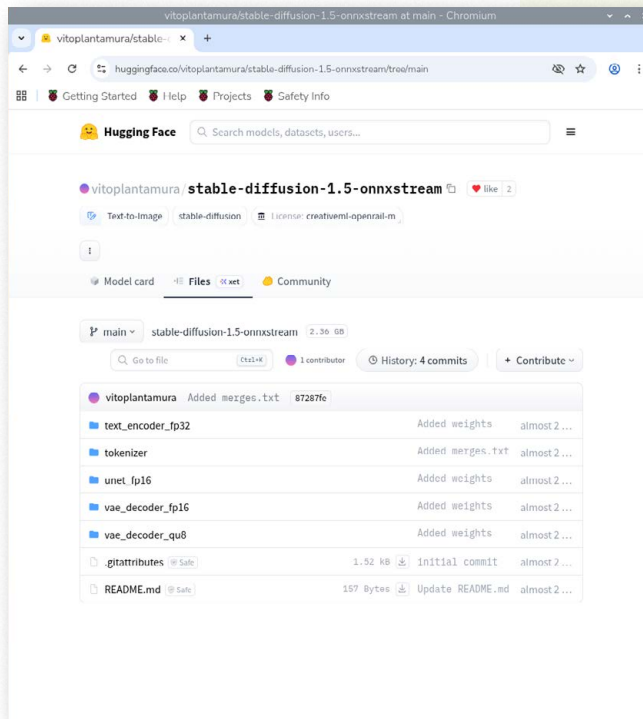 vitoplantamura/stable-diffusion-1.5-onnxstream at main - Chromium
vitoplantamura/stable-d
huggingface.co/vitoplantamura/stable-diffusion-1.5-onnxstream/tree/main
Getting Started Help Projects Safety Info
Hugging Face Search models, datasets, users...
vitoplantamura/stable-diffusion-1.5-onnxstream like 2
Text-to-Image stable-diffusion License: creativeml-openrail-m
Model card Files xet Community
main stable-diffusion-1.5-onnxstream 2.36 GB
Go to file Ctrl+K 1 contributor History: 4 commits + Contribute
vitoplantamura Added merges.txt 87287fe
text_encoder_fp32 Added weights almost 2 ...
tokenizer Added merges.txt almost 2 ...
unet_fp16 Added weights almost 2 ...
vae_decoder_fp16 Added weights almost 2 ...
vae_decoder_qu8 Added weights almost 2 ...
.gitattributes Safe 1.52 kB initial commit almost 2 ...
README.md Safe 157 Bytes Update README.md almost 2 ...